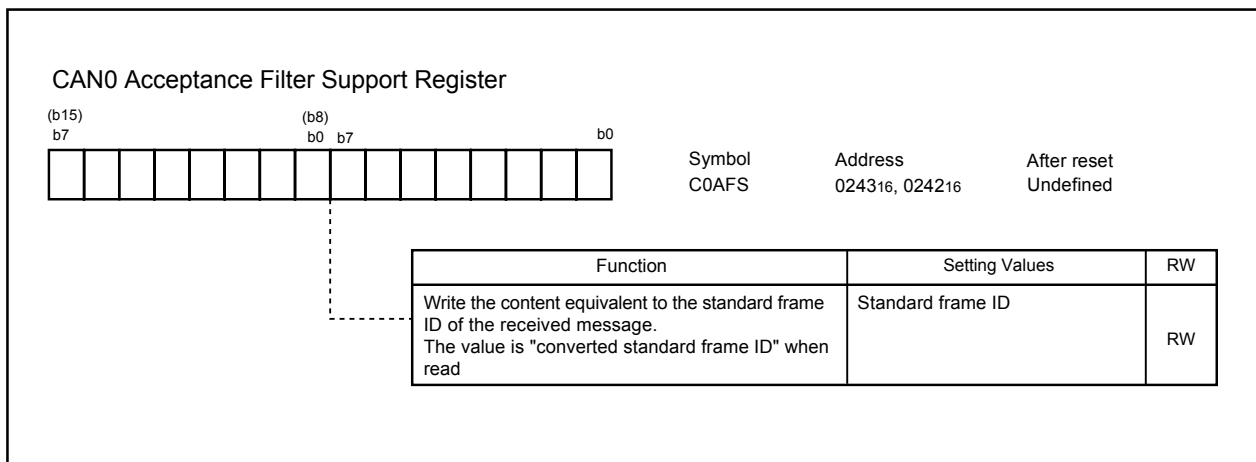 CAN0 Acceptance Filter Support Register
(b15) (b8)
b7 b0 b7 b0
Symbol Address After reset
C0AFS 024316, 024216 Undefined
Function Setting Values RW
Write the content equivalent to the standard frame Standard frame ID
ID of the received message.
The value is "converted standard frame ID" when RW
read